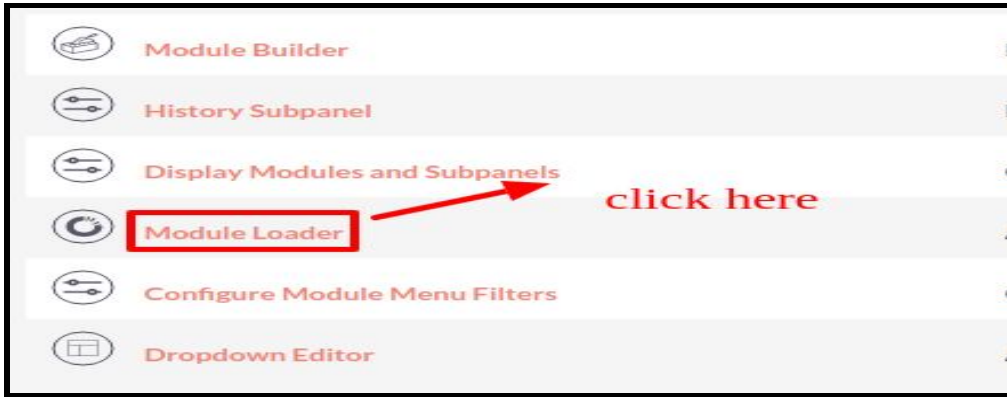 Module Builder
History Subpanel
Display Modules and Subpanels
click here
Module Loader
Configure Module Menu Filters
Dropdown Editor